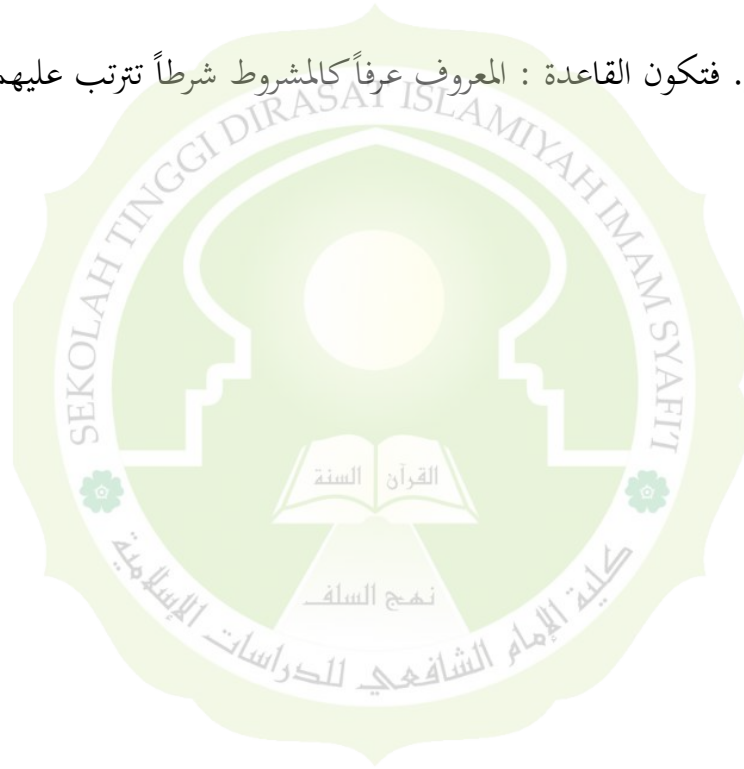 . فتكون القاعدة : المعروف عرفاً كالمشروط شرطاً تترتب عليهم
SEKOLAH TINGGI DIRASAT ISLAMIYAH IMAM SYAFI'I
القرآن السنة
نهج السلف
كلية الإمام الشافعي للدراسات الإسلامية